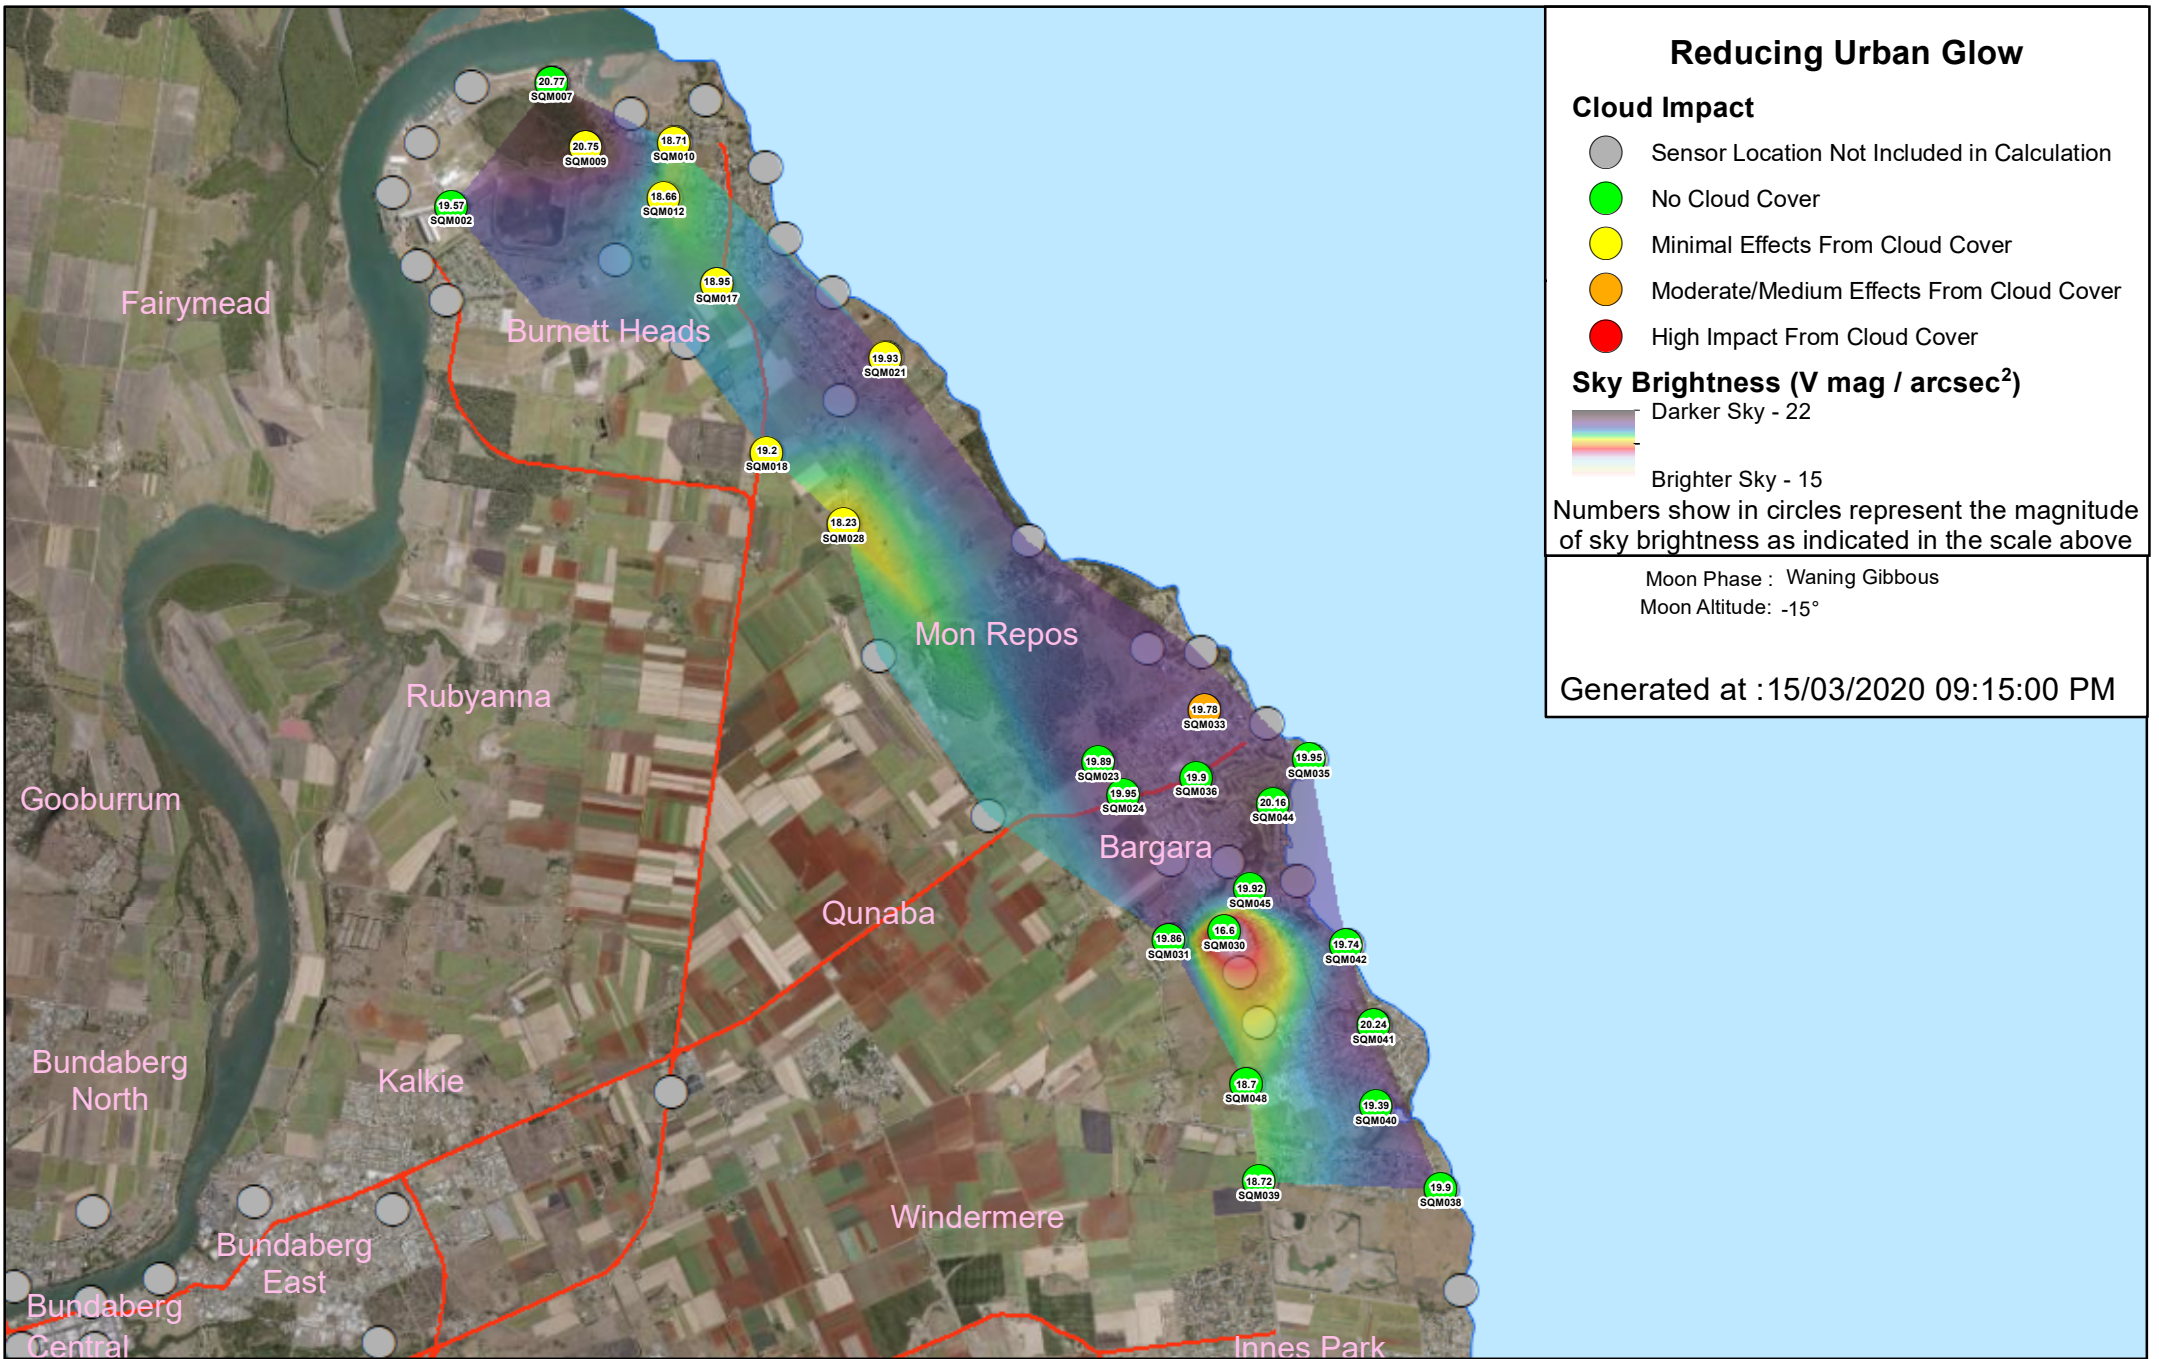 Reducing Urban Glow
Cloud Impact
Sensor Location Not Included in Calculation
No Cloud Cover
Minimal Effects From Cloud Cover
Moderate/Medium Effects From Cloud Cover
High Impact From Cloud Cover
Sky Brightness (V mag / arcsec²)
Darker Sky - 22
Brighter Sky - 15
Numbers show in circles represent the magnitude
of sky brightness as indicated in the scale above
Moon Phase : Waning Gibbous
Moon Altitude: -15°
Generated at :15/03/2020 09:15:00 PM
20.77
SQM007
20.75
SQM009
18.71
SQM010
19.57
SQM002
18.66
SQM012
18.95
SQM017
Fairymead
Burnett Heads
19.93
SQM021
19.2
SQM018
18.23
SQM028
Mon Repos
Rubyanna
19.78
SQM033
19.89
SQM023
19.95
SQM024
19.9
SQM036
19.95
SQM035
20.16
SQM044
Gooburrum
Bargara
19.92
SQM045
Qunaba
19.86
SQM031
16.6
SQM030
19.74
SQM042
20.24
SQM041
Bundaberg
North
Kalkie
18.7
SQM048
19.39
SQM040
18.72
SQM039
19.9
SQM038
Windermere
Bundaberg
East
Bundaberg
Central
Innes Park